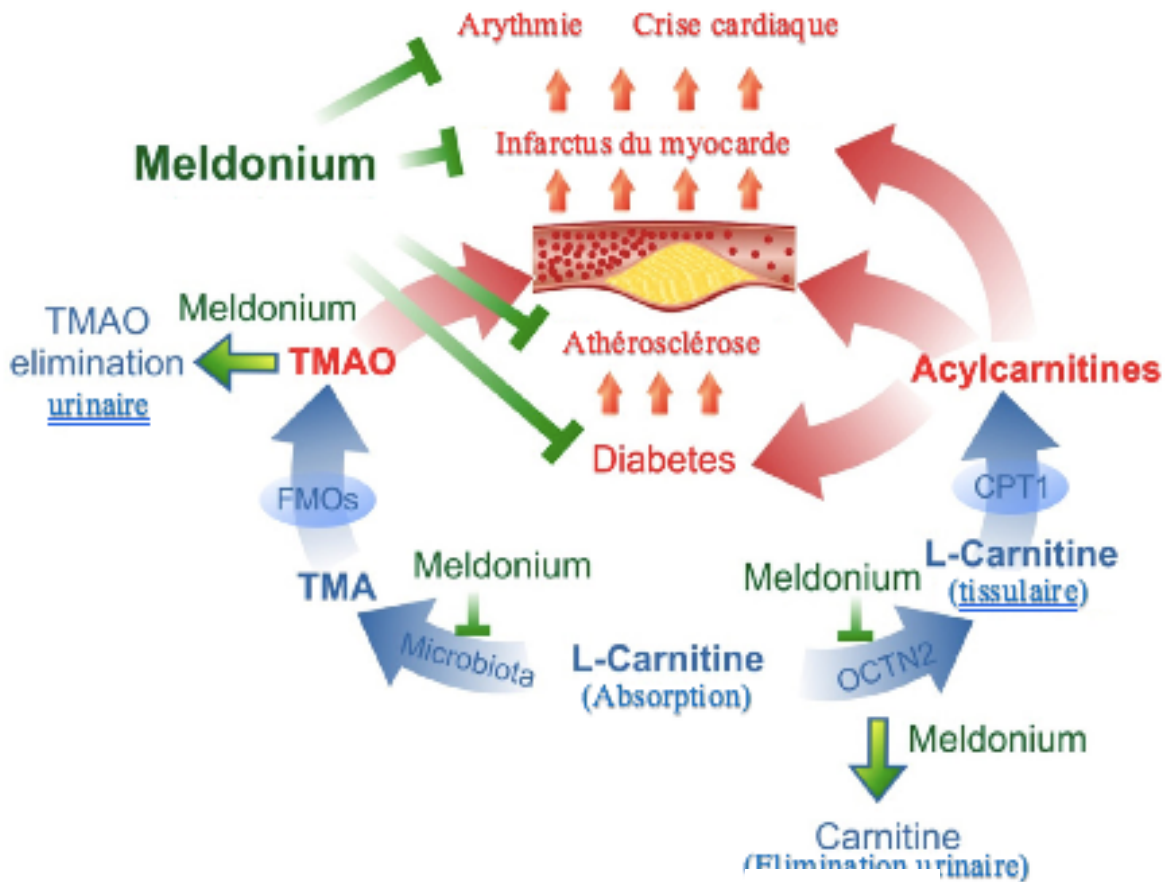 Arythmie
Crise cardiaque
Infarctus du myocarde
Meldonium
Meldonium
TMAO
elimination
urinaire
TMAO
Athérosclérose
Acylcarnitines
Diabetes
FMOs
CPT1
TMA
Meldonium
Meldonium
L-Carnitine
(tissulaire)
Microbiota
L-Carnitine
(Absorption)
OCTN2
Meldonium
Carnitine
(Elimination urinaire)